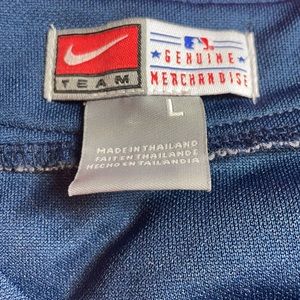 TEAM
GENUINE
MERCHANDISE
L
MADE IN THAILAND
FAIT EN THAILANDE
HECHO EN TAILANDIA